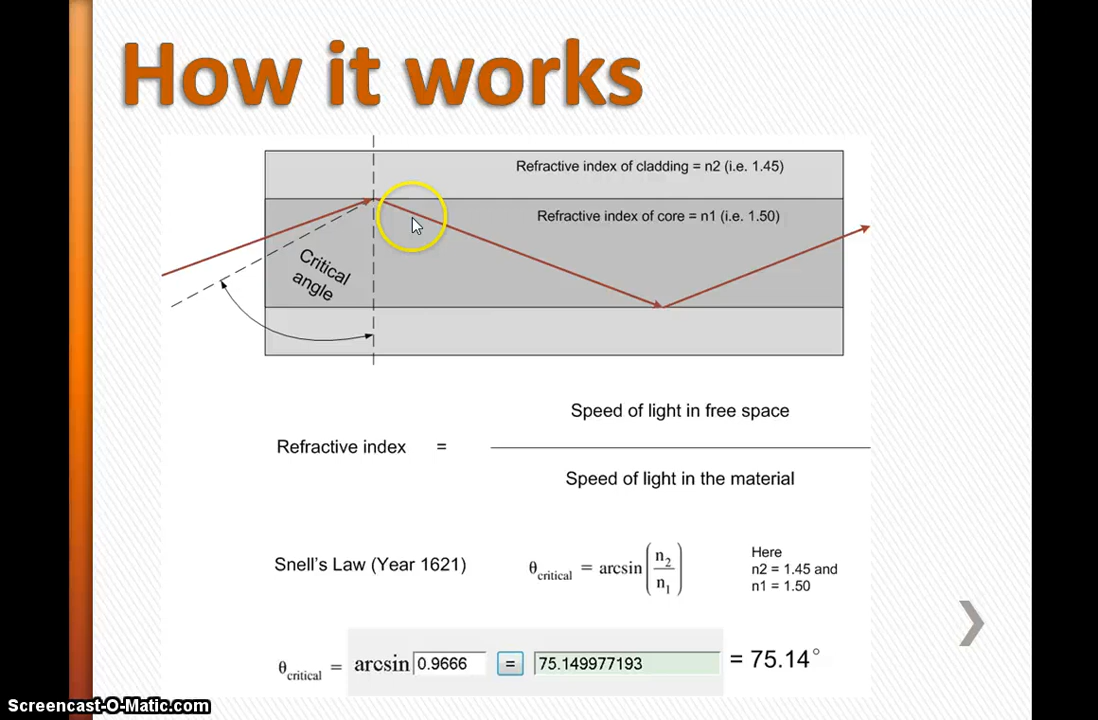 How it works
Refractive index of cladding = n2 (i.e. 1.45)
Refractive index of core = n1 (i.e. 1.50)
Critical
angle
Speed of light in free space
Refractive index =
Speed of light in the material
Snell's Law (Year 1621)
θcritical = arcsin(n2/n1)
Here
n2 = 1.45 and
n1 = 1.50
θcritical = arcsin 0.9666 = 75.149977193 = 75.14°
Screencast-O-Matic.com